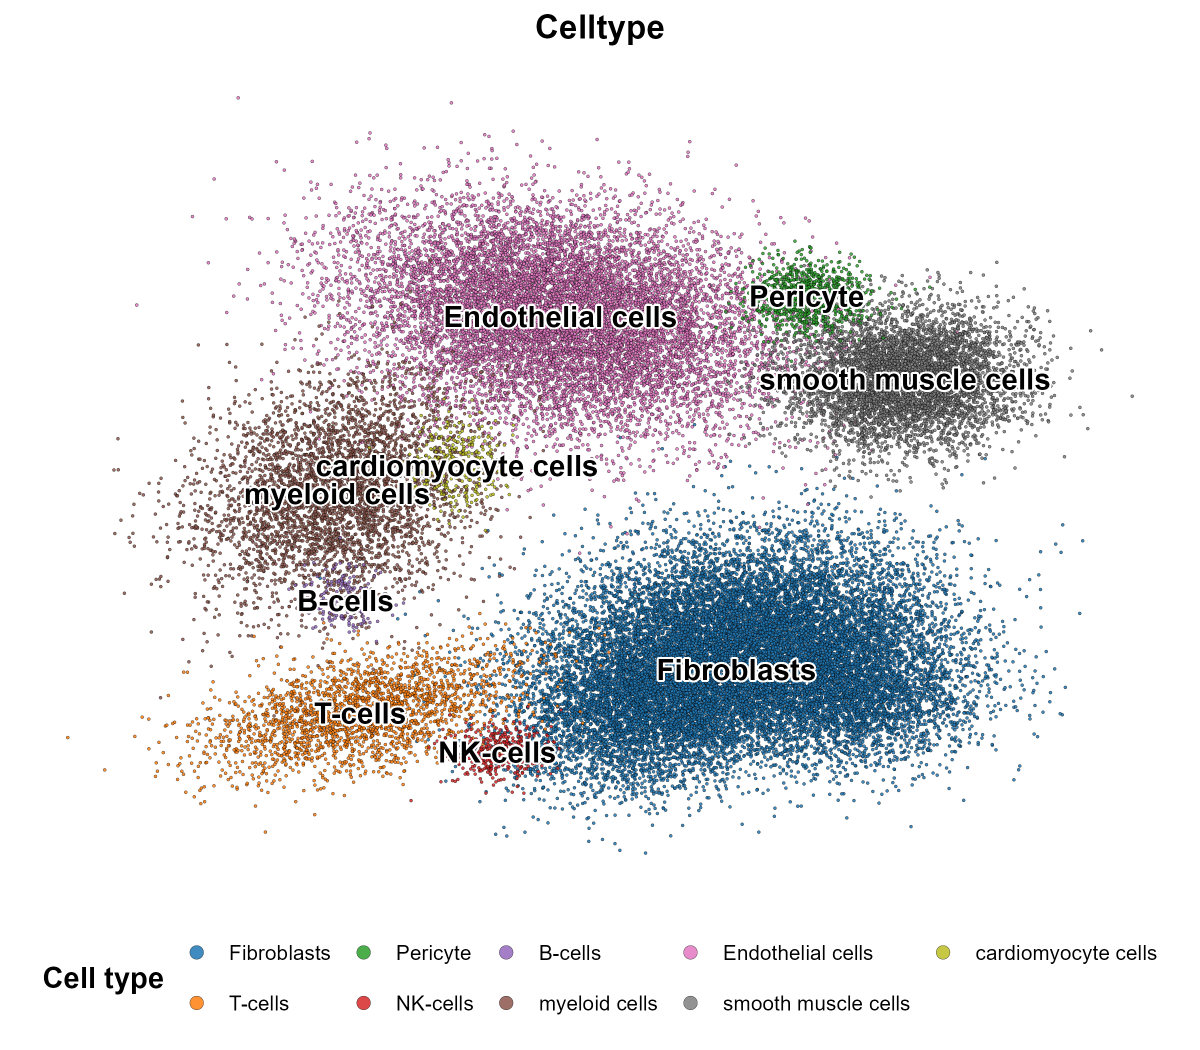 Celltype
Endothelial cells
Pericyte
smooth muscle cells
cardiomyocyte cells
myeloid cells
B-cells
Fibroblasts
T-cells
NK-cells
Cell type
Fibroblasts
Pericyte
B-cells
Endothelial cells
cardiomyocyte cells
T-cells
NK-cells
myeloid cells
smooth muscle cells